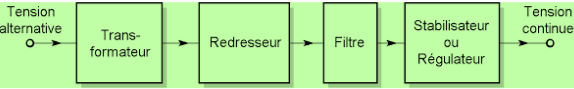 Tension
alternative
Trans-
formateur
Redresseur
Filtre
Stabilisateur
ou
Régulateur
Tension
continue